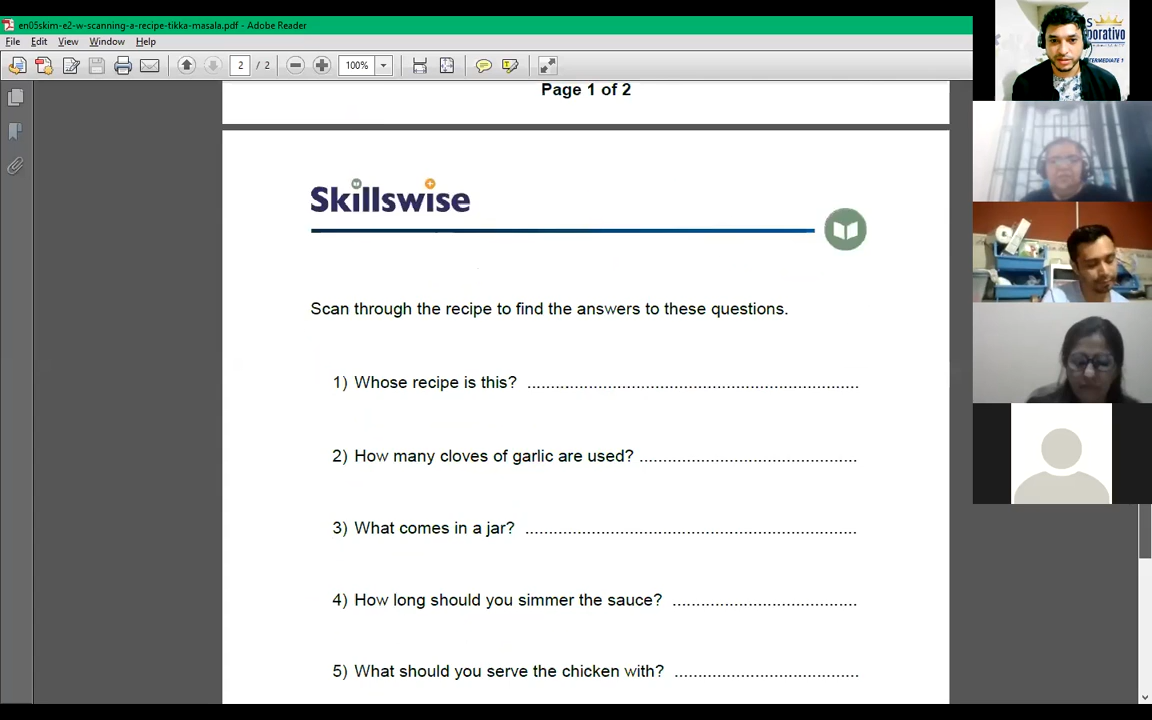 en05skim-e2-w-scanning-a-recipe-tikka-masala.pdf - Adobe Reader
File Edit View Window Help
2 / 2 100%
Page 1 of 2
Skillswise
Scan through the recipe to find the answers to these questions.
1) Whose recipe is this? ........................................................................
2) How many cloves of garlic are used? ...............................................
3) What comes in a jar? ........................................................................
4) How long should you simmer the sauce? ........................................
5) What should you serve the chicken with? ........................................